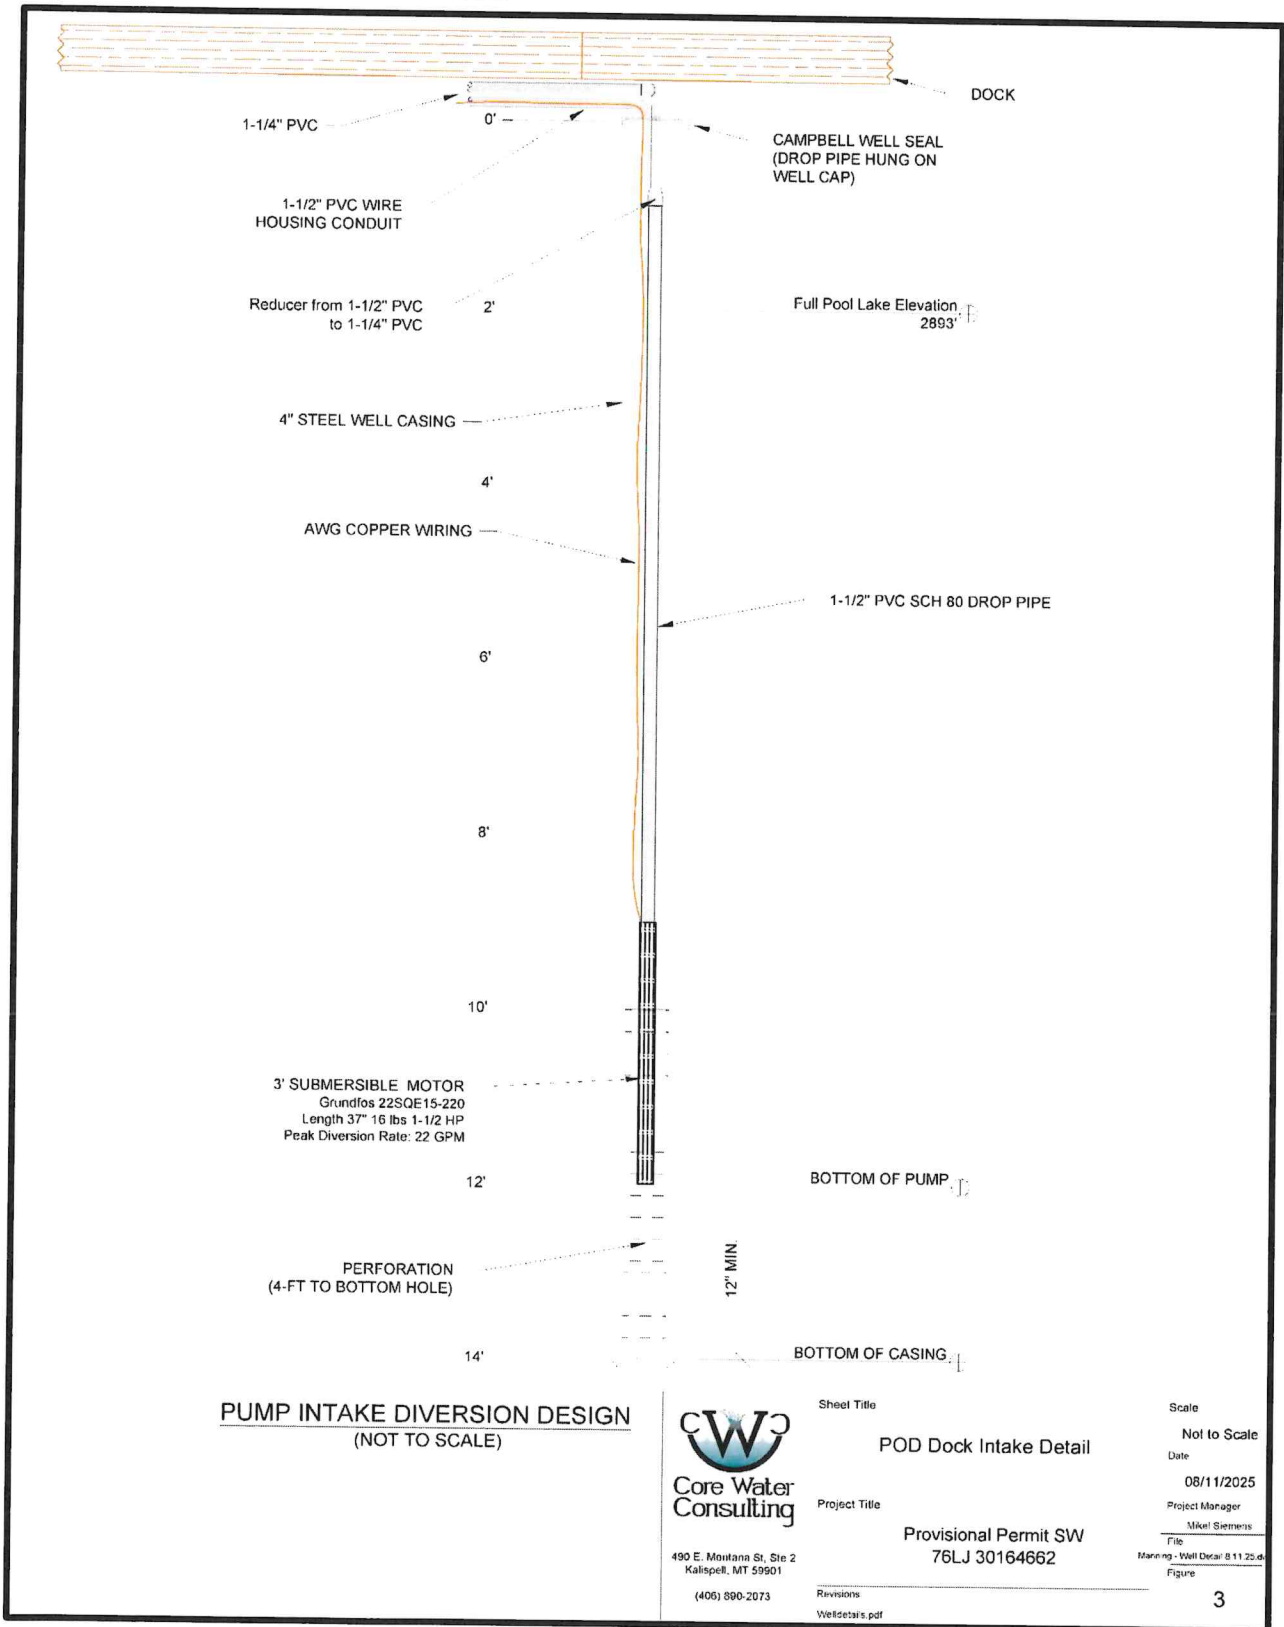 DOCK
1-1/4" PVC
0'
CAMPBELL WELL SEAL
(DROP PIPE HUNG ON
WELL CAP)
1-1/2" PVC WIRE
HOUSING CONDUIT
Reducer from 1-1/2" PVC
to 1-1/4" PVC
2'
Full Pool Lake Elevation
2893'
4" STEEL WELL CASING
4'
AWG COPPER WIRING
1-1/2" PVC SCH 80 DROP PIPE
6'
8'
10'
3' SUBMERSIBLE MOTOR
Grundfos 22SQE15-220
Length 37" 16 lbs 1-1/2 HP
Peak Diversion Rate: 22 GPM
12'
BOTTOM OF PUMP
PERFORATION
(4-FT TO BOTTOM HOLE)
12" MIN.
14'
BOTTOM OF CASING
PUMP INTAKE DIVERSION DESIGN
(NOT TO SCALE)
CWC
Core Water
Consulting
490 E. Montana St, Ste 2
Kalispell, MT 59901
(406) 890-2073
Sheet Title
POD Dock Intake Detail
Project Title
Provisional Permit SW
76LJ 30164662
Revisions
Welldetails.pdf
Scale
Not to Scale
Date
08/11/2025
Project Manager
Mikel Siemens
File
Manning - Well Detail 8.11.25.d
Figure
3